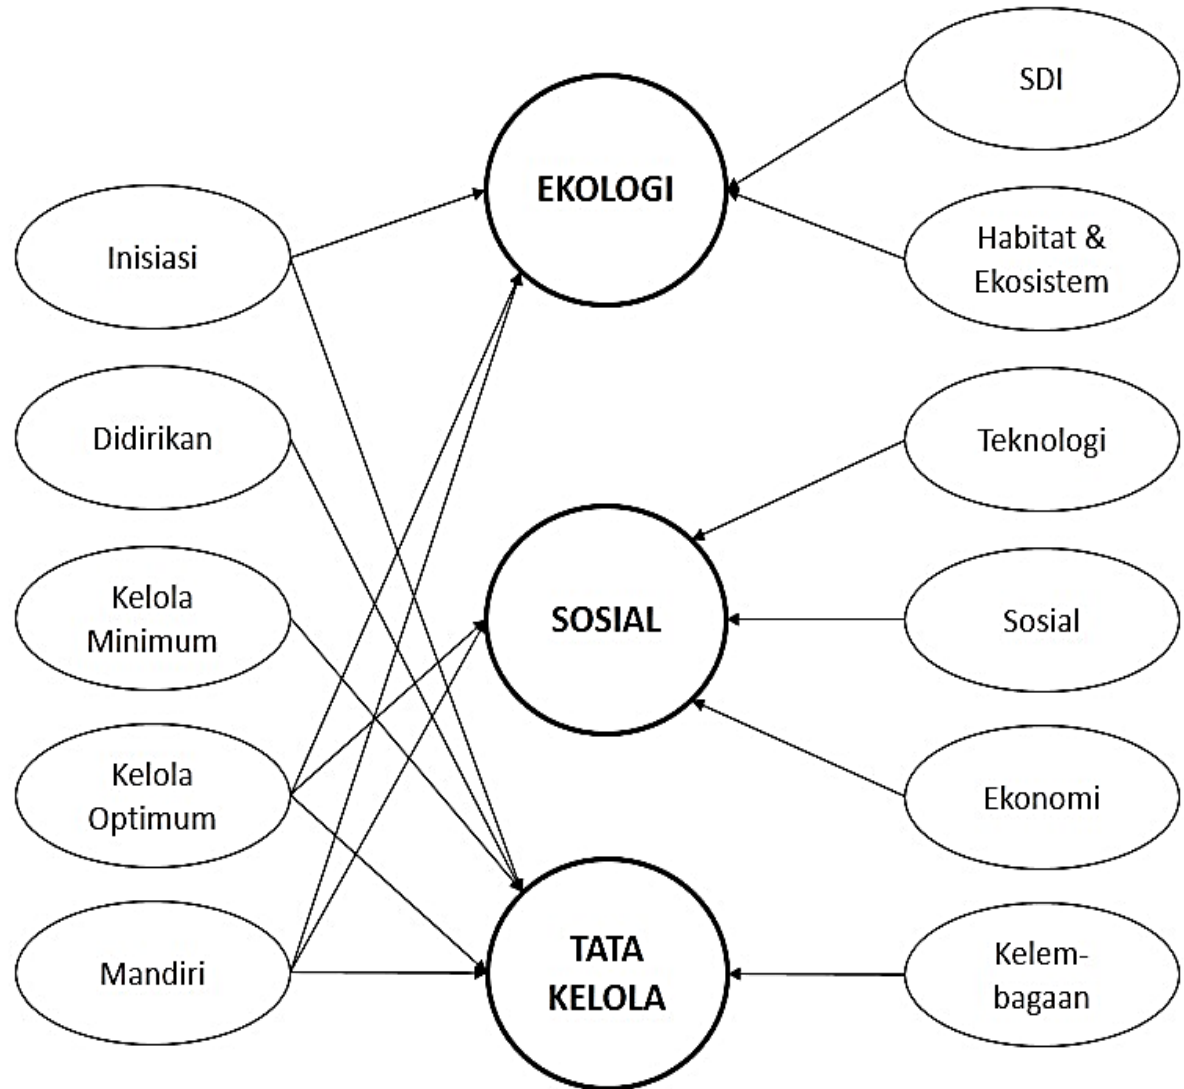 Inisiasi
Didirikan
Kelola
Minimum
Kelola
Optimum
Mandiri
EKOLOGI
SOSIAL
TATA
KELOLA
SDI
Habitat &
Ekosistem
Teknologi
Sosial
Ekonomi
Kelem-
bagaan